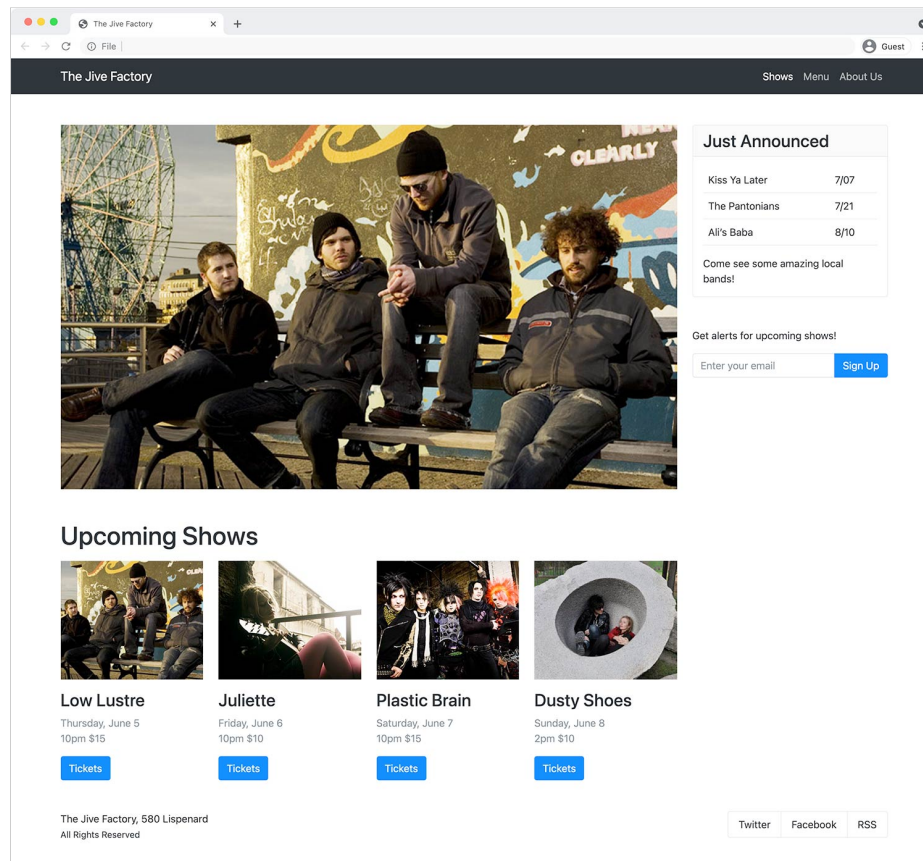 The Jive Factory
File
Guest
The Jive Factory
Shows Menu About Us
CLEARLY
Just Announced
Kiss Ya Later 7/07
The Pantonians 7/21
Ali's Baba 8/10
Come see some amazing local
bands!
Get alerts for upcoming shows!
Enter your email Sign Up
Upcoming Shows
Low Lustre
Thursday, June 5
10pm $15
Tickets
Juliette
Friday, June 6
10pm $10
Tickets
Plastic Brain
Saturday, June 7
10pm $15
Tickets
Dusty Shoes
Sunday, June 8
2pm $10
Tickets
The Jive Factory, 580 Lispenard
All Rights Reserved
Twitter Facebook RSS